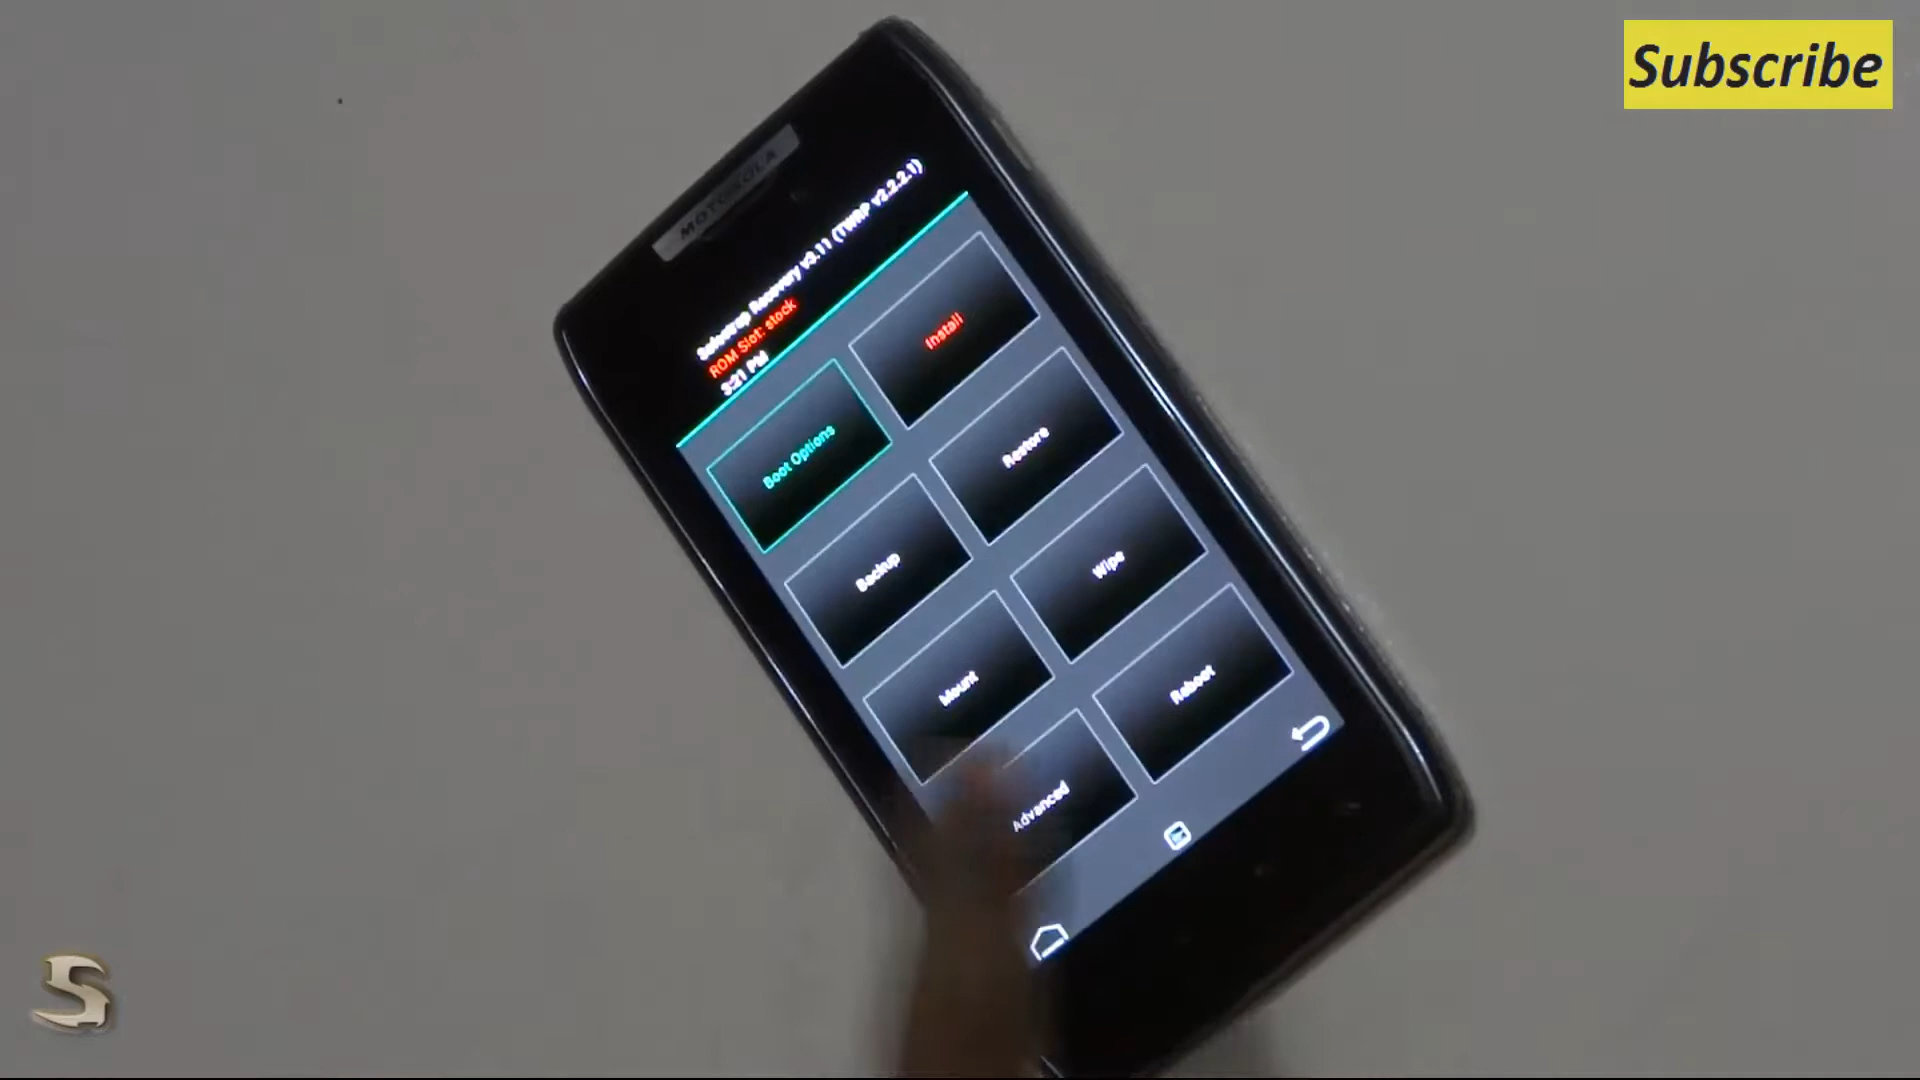 Subscribe
MOTOROLA
Safestrap Recovery v3.11 (TWRP v2.2.2.1)
ROM Slot: stock
3:21 PM
Boot Options
Install
Backup
Restore
Mount
Wipe
Advanced
Reboot
S